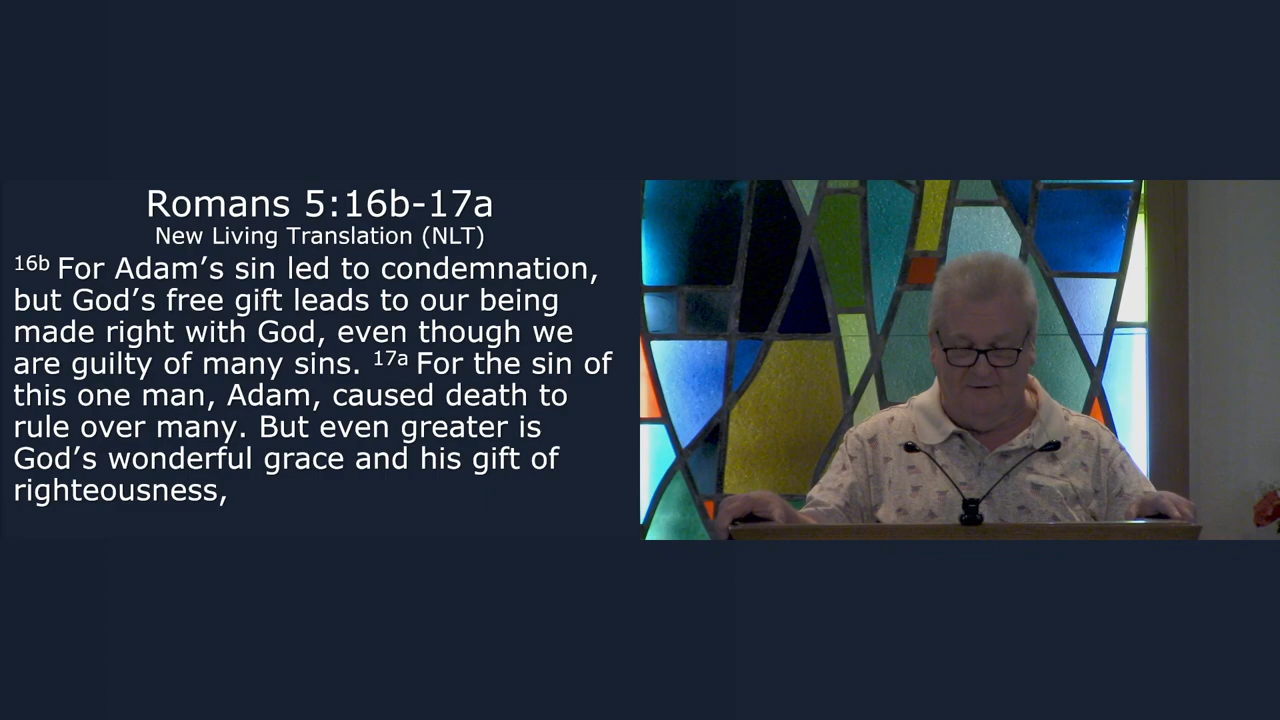 Romans 5:16b-17a
New Living Translation (NLT)
16b For Adam’s sin led to condemnation,
but God’s free gift leads to our being
made right with God, even though we
are guilty of many sins. 17a For the sin of
this one man, Adam, caused death to
rule over many. But even greater is
God’s wonderful grace and his gift of
righteousness,